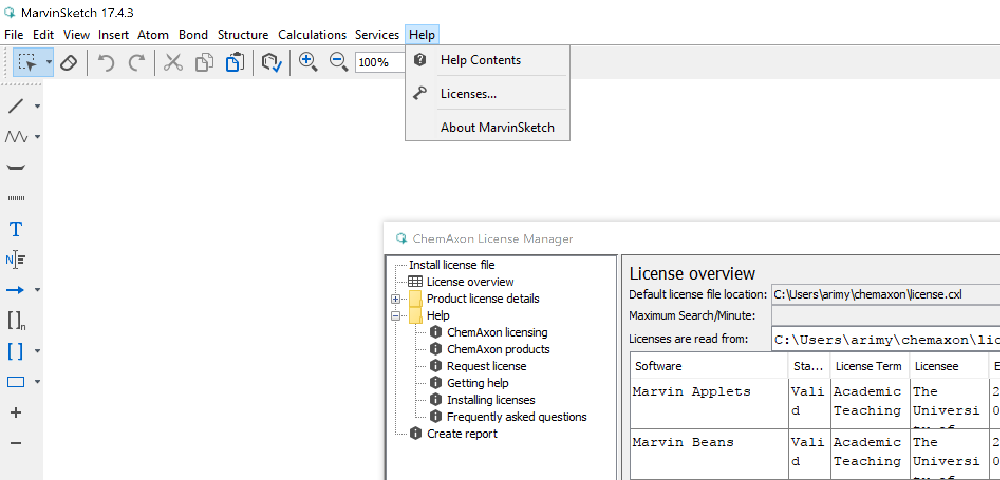 MarvinSketch 17.4.3
File Edit View Insert Atom Bond Structure Calculations Services Help
100%
Help Contents
Licenses...
About MarvinSketch
T
N
[ ]n
ChemAxon License Manager
Install license file
License overview
Product license details
Help
ChemAxon licensing
ChemAxon products
Request license
Getting help
Installing licenses
Frequently asked questions
Create report
License overview
Default license file location: C:\Users\arimy\chemaxon\license.cxl
Maximum Search/Minute:
Licenses are read from: C:\Users\arimy\chemaxon\lic
Software Sta... License Term Licensee E
Marvin Applets Vali Academic The 2
d Teaching Universi 0
ty of
Marvin Beans Vali Academic The 2
d Teaching Universi 0
ty of